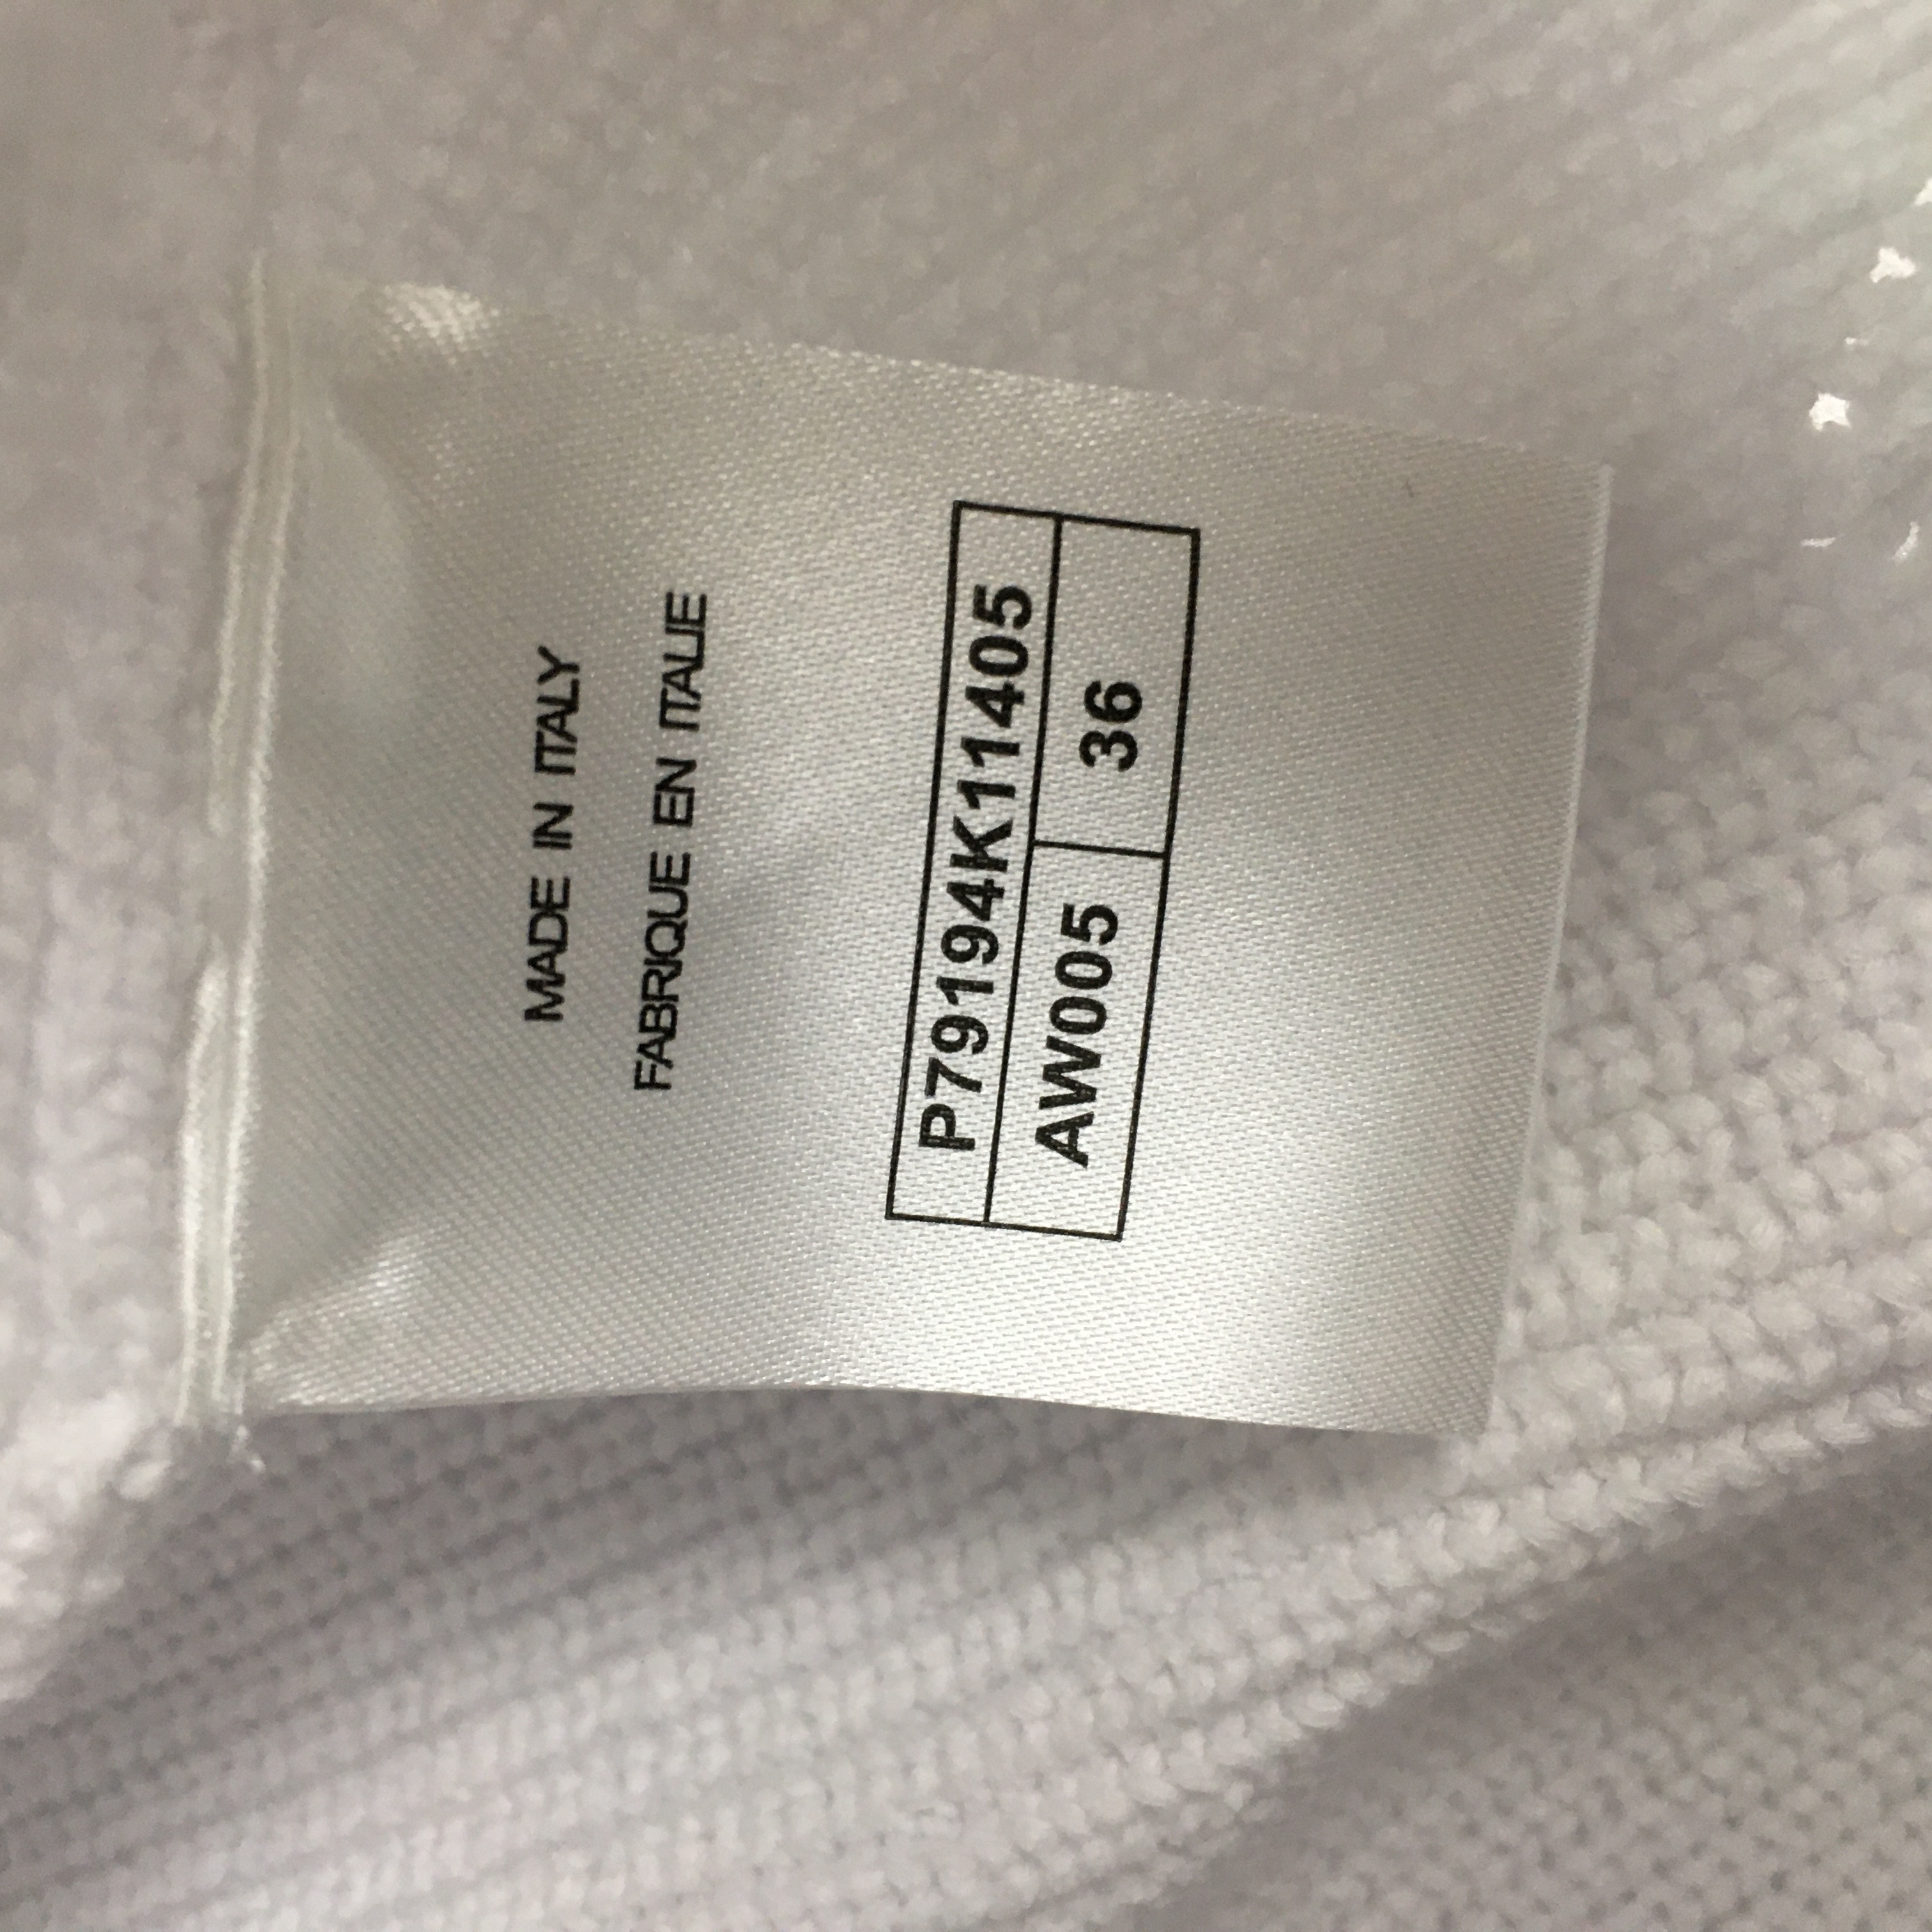 MADE IN ITALY
FABRIQUE EN ITALIE
P79194K11405
AW005 36